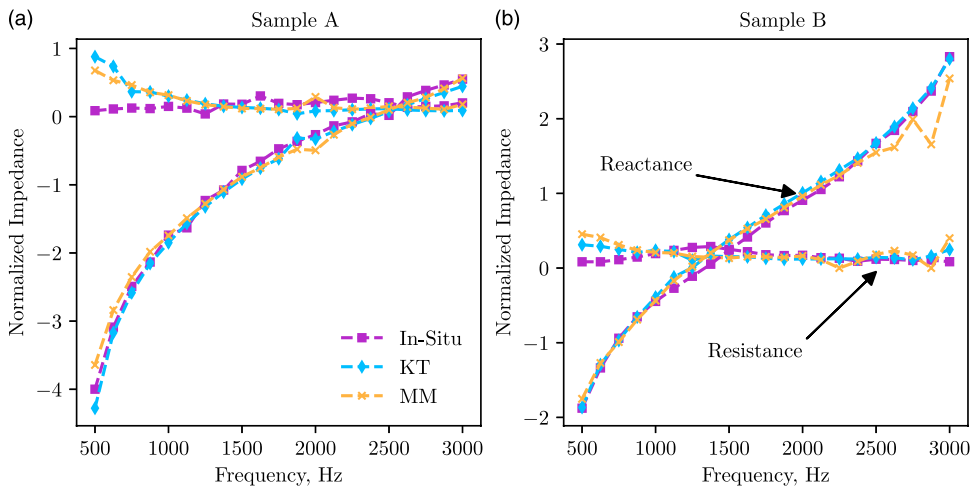 (a)
Sample A
Normalized Impedance
1
0
−1
−2
−3
−4
In-Situ
KT
MM
500
1000
1500
2000
2500
3000
Frequency, Hz
(b)
Sample B
Normalized Impedance
3
2
1
0
−1
−2
Reactance
Resistance
500
1000
1500
2000
2500
3000
Frequency, Hz